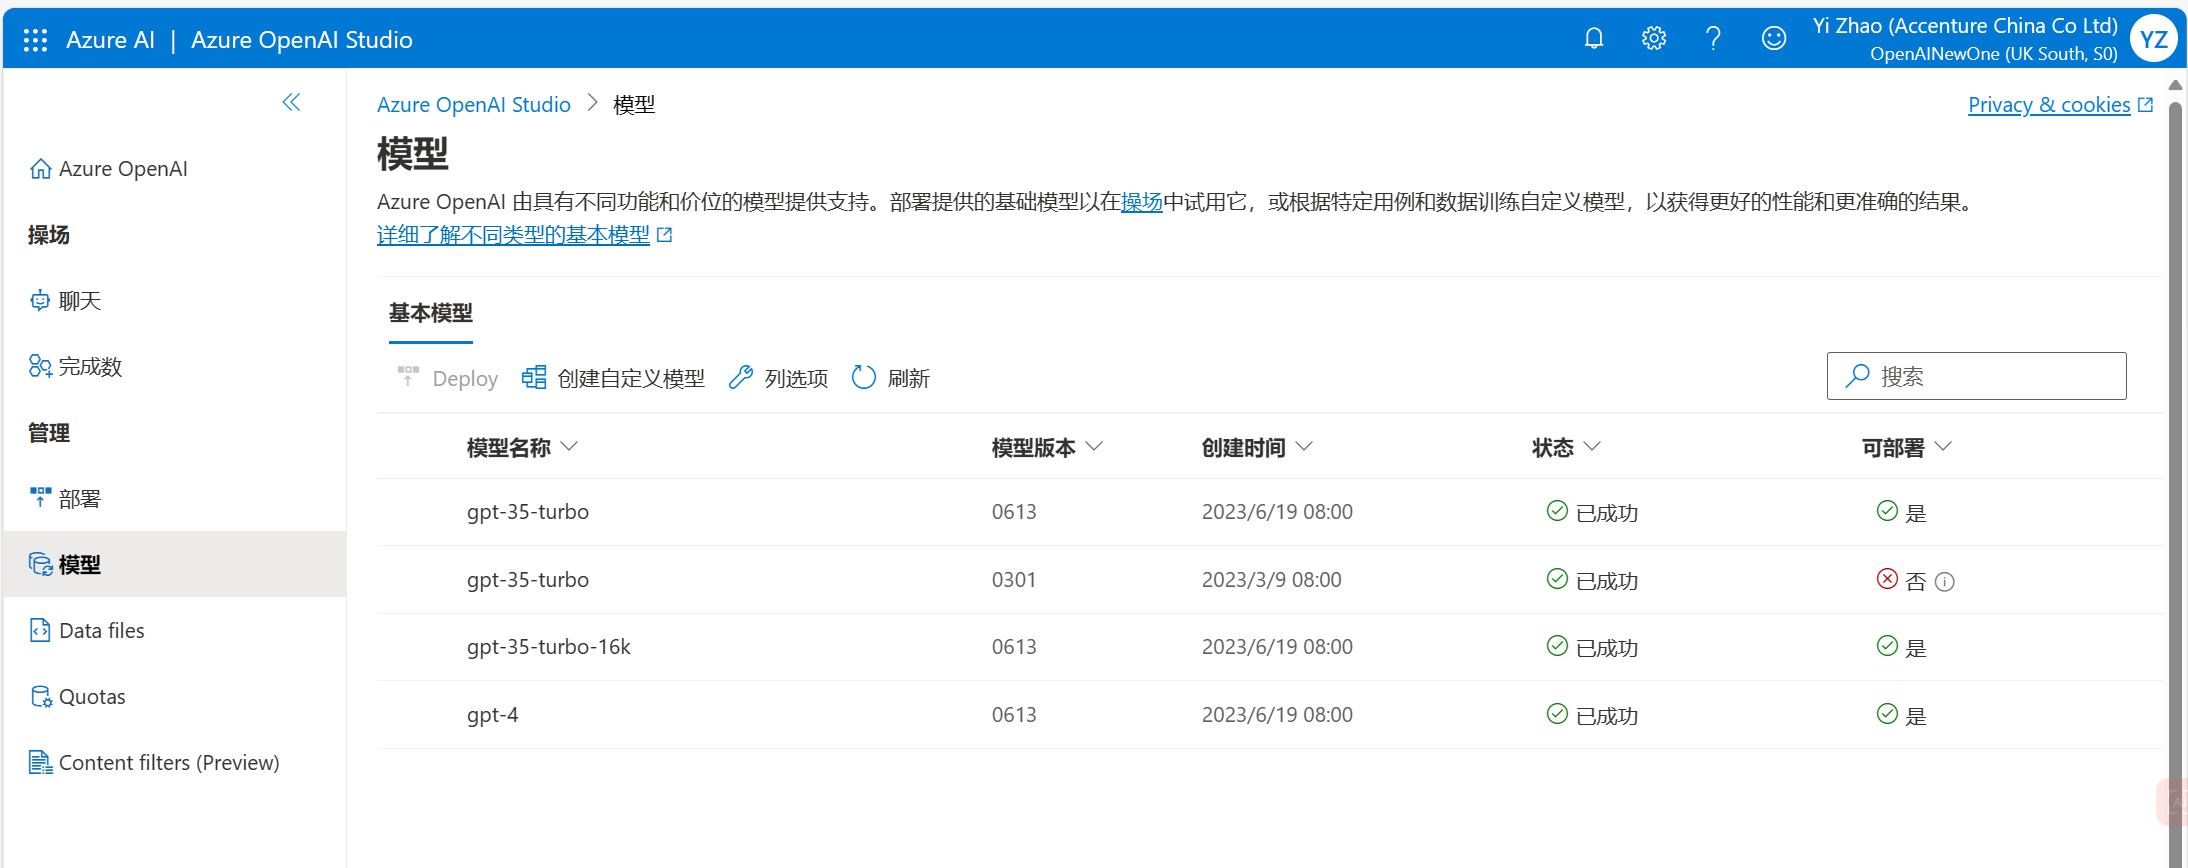 Azure AI | Azure OpenAI Studio
Yi Zhao (Accenture China Co Ltd)
OpenAINewOne (UK South, S0)
YZ
Azure OpenAI
操场
聊天
完成数
管理
部署
模型
Data files
Quotas
Content filters (Preview)
Azure OpenAI Studio > 模型
Privacy & cookies
模型
Azure OpenAI 由具有不同功能和价位的模型提供支持。部署提供的基础模型以在操场中试用它，或根据特定用例和数据训练自定义模型，以获得更好的性能和更准确的结果。
详细了解不同类型的基本模型
基本模型
Deploy 创建自定义模型 列选项 刷新 搜索
模型名称 模型版本 创建时间 状态 可部署
gpt-35-turbo 0613 2023/6/19 08:00 已成功 是
gpt-35-turbo 0301 2023/3/9 08:00 已成功 否
gpt-35-turbo-16k 0613 2023/6/19 08:00 已成功 是
gpt-4 0613 2023/6/19 08:00 已成功 是